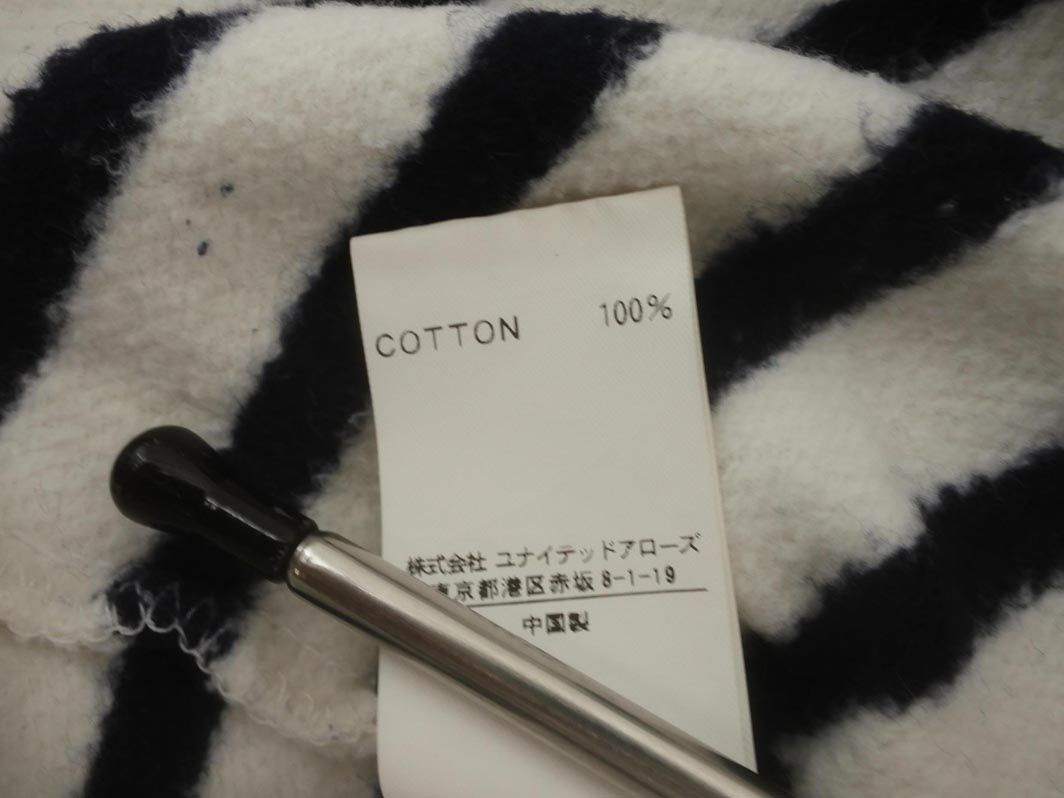 COTTON 100%
株式会社 ユナイテッドアローズ
京都港区赤坂 8-1-19
中国製